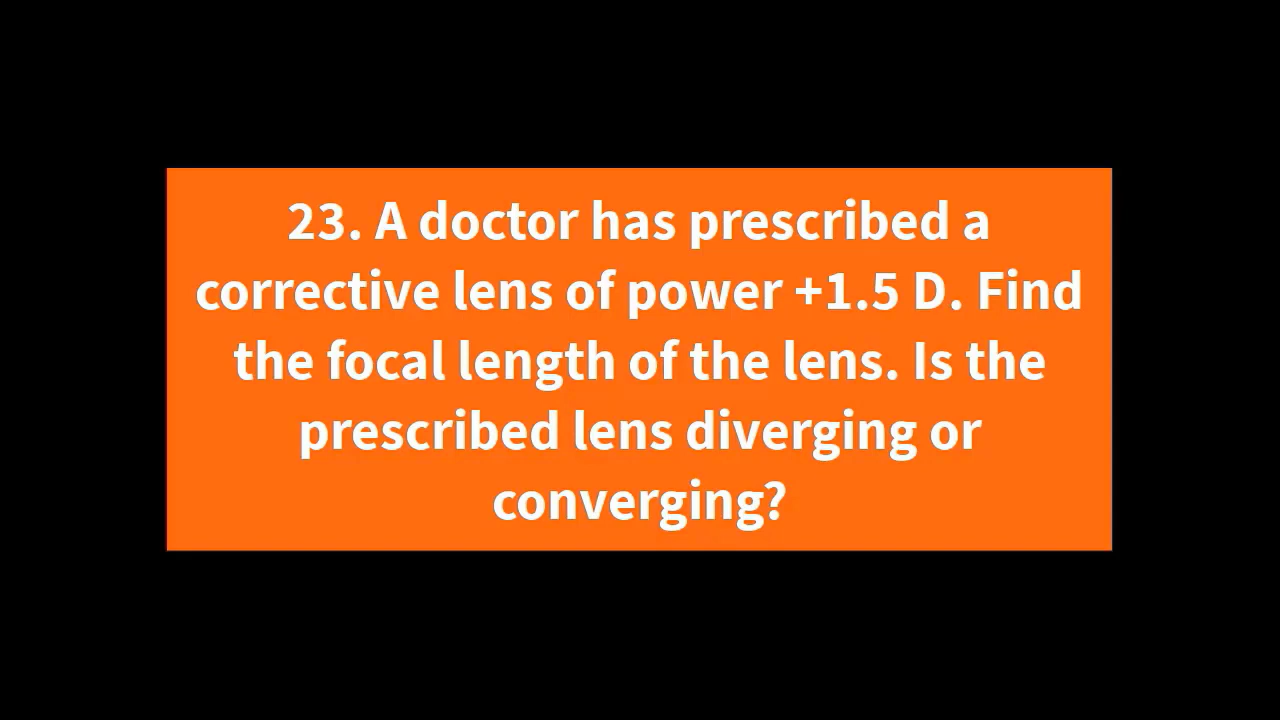 23. A doctor has prescribed a
corrective lens of power +1.5 D. Find
the focal length of the lens. Is the
prescribed lens diverging or
converging?